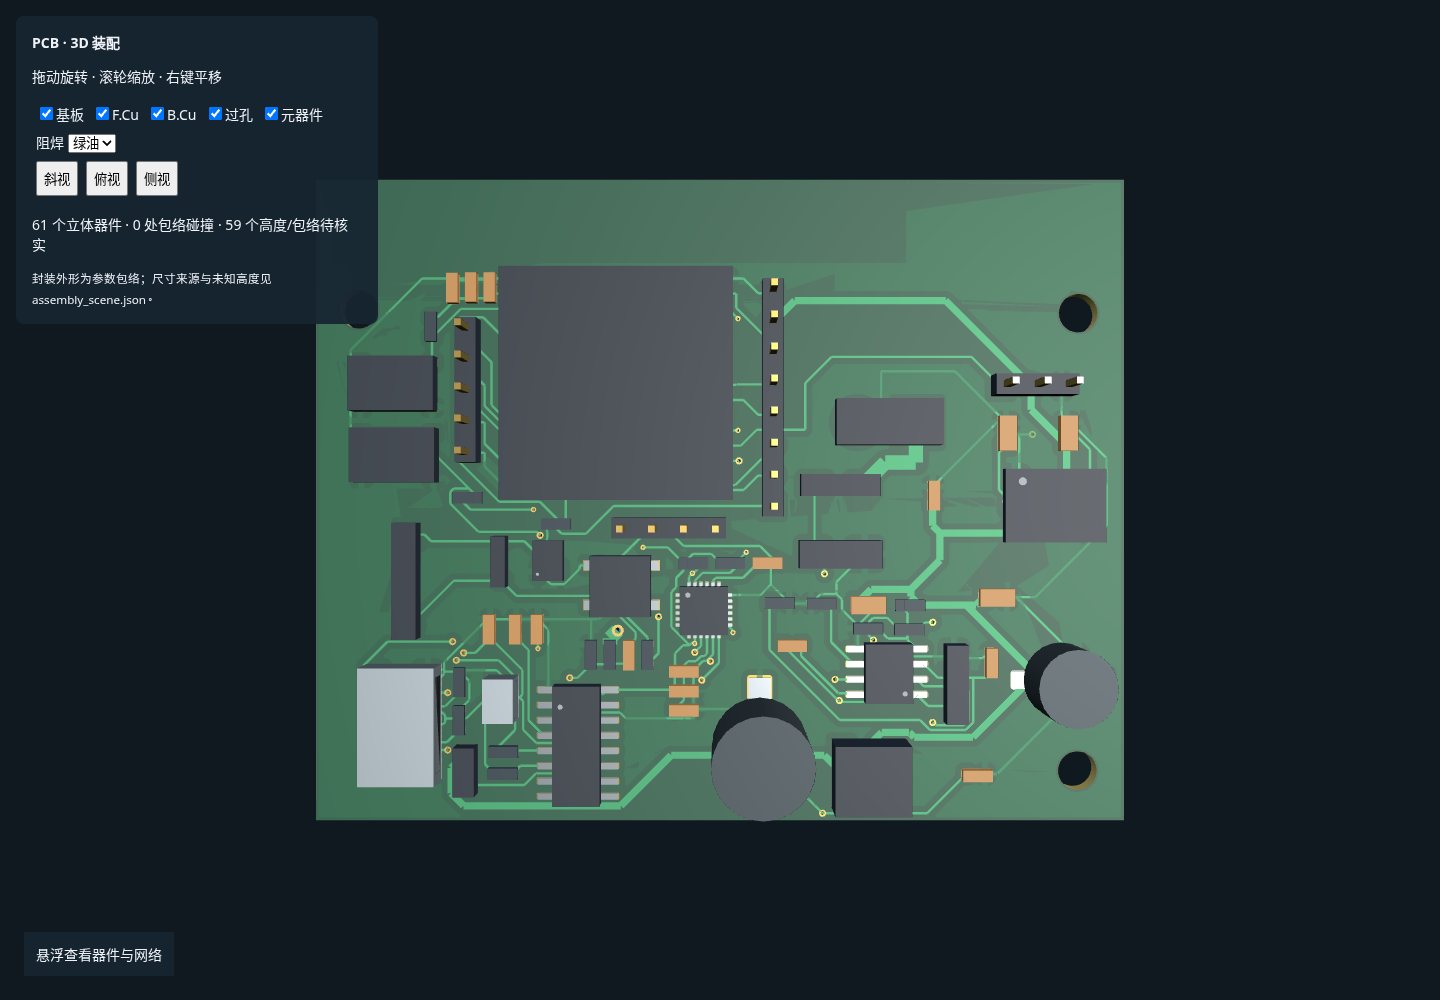 PCB · 3D 装配
拖动旋转 · 滚轮缩放 · 右键平移
基板 F.Cu B.Cu 过孔 元器件
阻焊 绿油
斜视 俯视 侧视
61 个立体器件 · 0 处包络碰撞 · 59 个高度/包络待核
实
封装外形为参数包络；尺寸来源与未知高度见
assembly_scene.json。
悬浮查看器件与网络